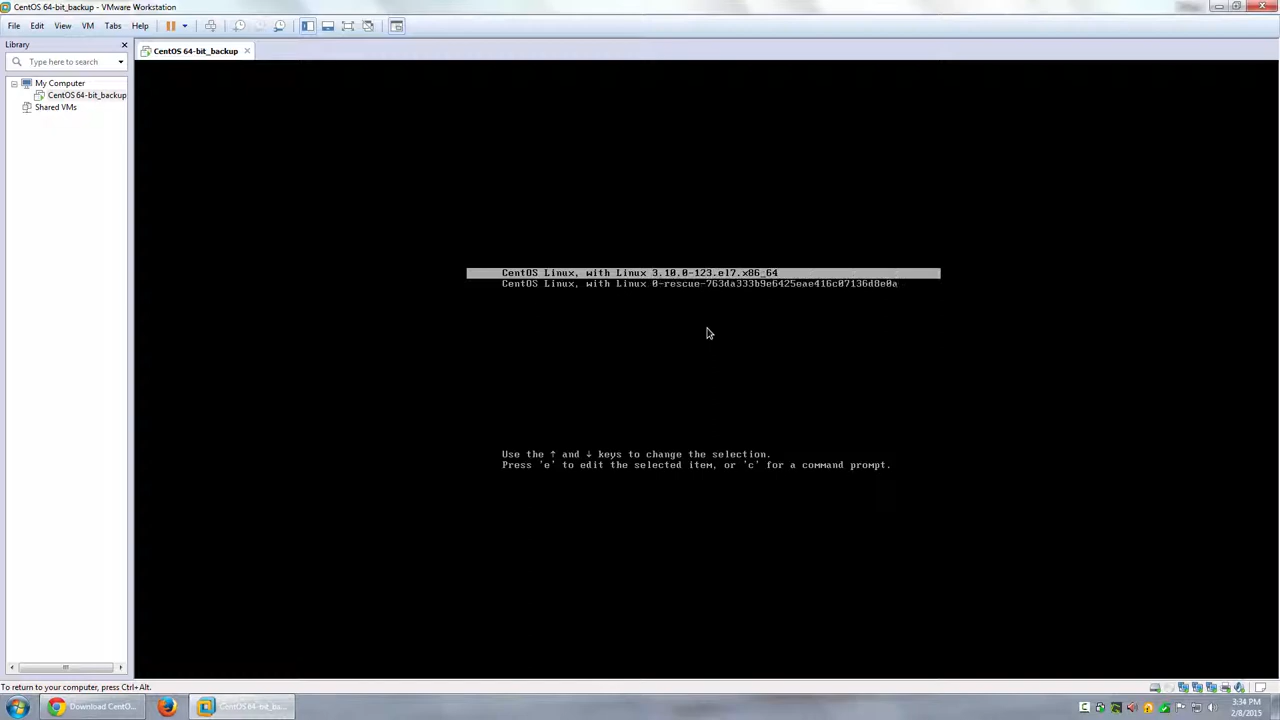 CentOS 64-bit_backup - VMware Workstation
File Edit View VM Tabs Help
Library
CentOS 64-bit_backup
Type here to search
My Computer
CentOS 64-bit_backup
Shared VMs
CentOS Linux, with Linux 3.10.0-123.el7.x86_64
CentOS Linux, with Linux 0-rescue-763da333b9e6425eae416c07136d8e0a
Use the ↑ and ↓ keys to change the selection.
Press 'e' to edit the selected item, or 'c' for a command prompt.
To return to your computer, press Ctrl+Alt.
Download CentO...
CentOS 64-bit_ba...
3:34 PM
2/8/2015